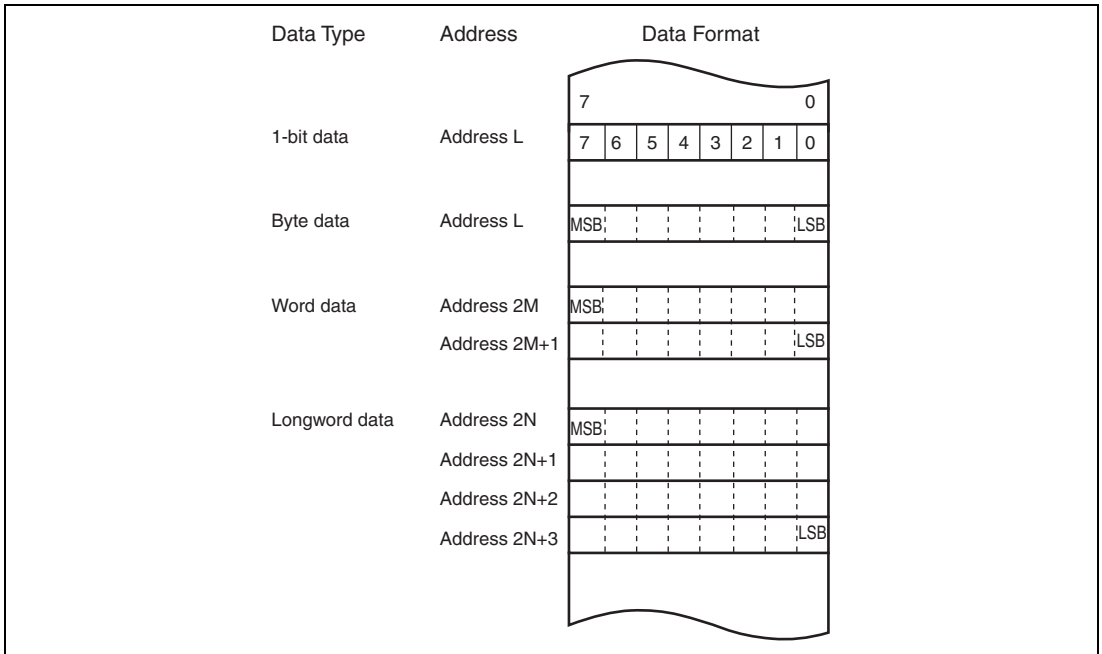 Data Type Address Data Format
7 0
1-bit data Address L 7 6 5 4 3 2 1 0
Byte data Address L MSB LSB
Word data Address 2M MSB
Address 2M+1 LSB
Longword data Address 2N MSB
Address 2N+1
Address 2N+2
Address 2N+3 LSB